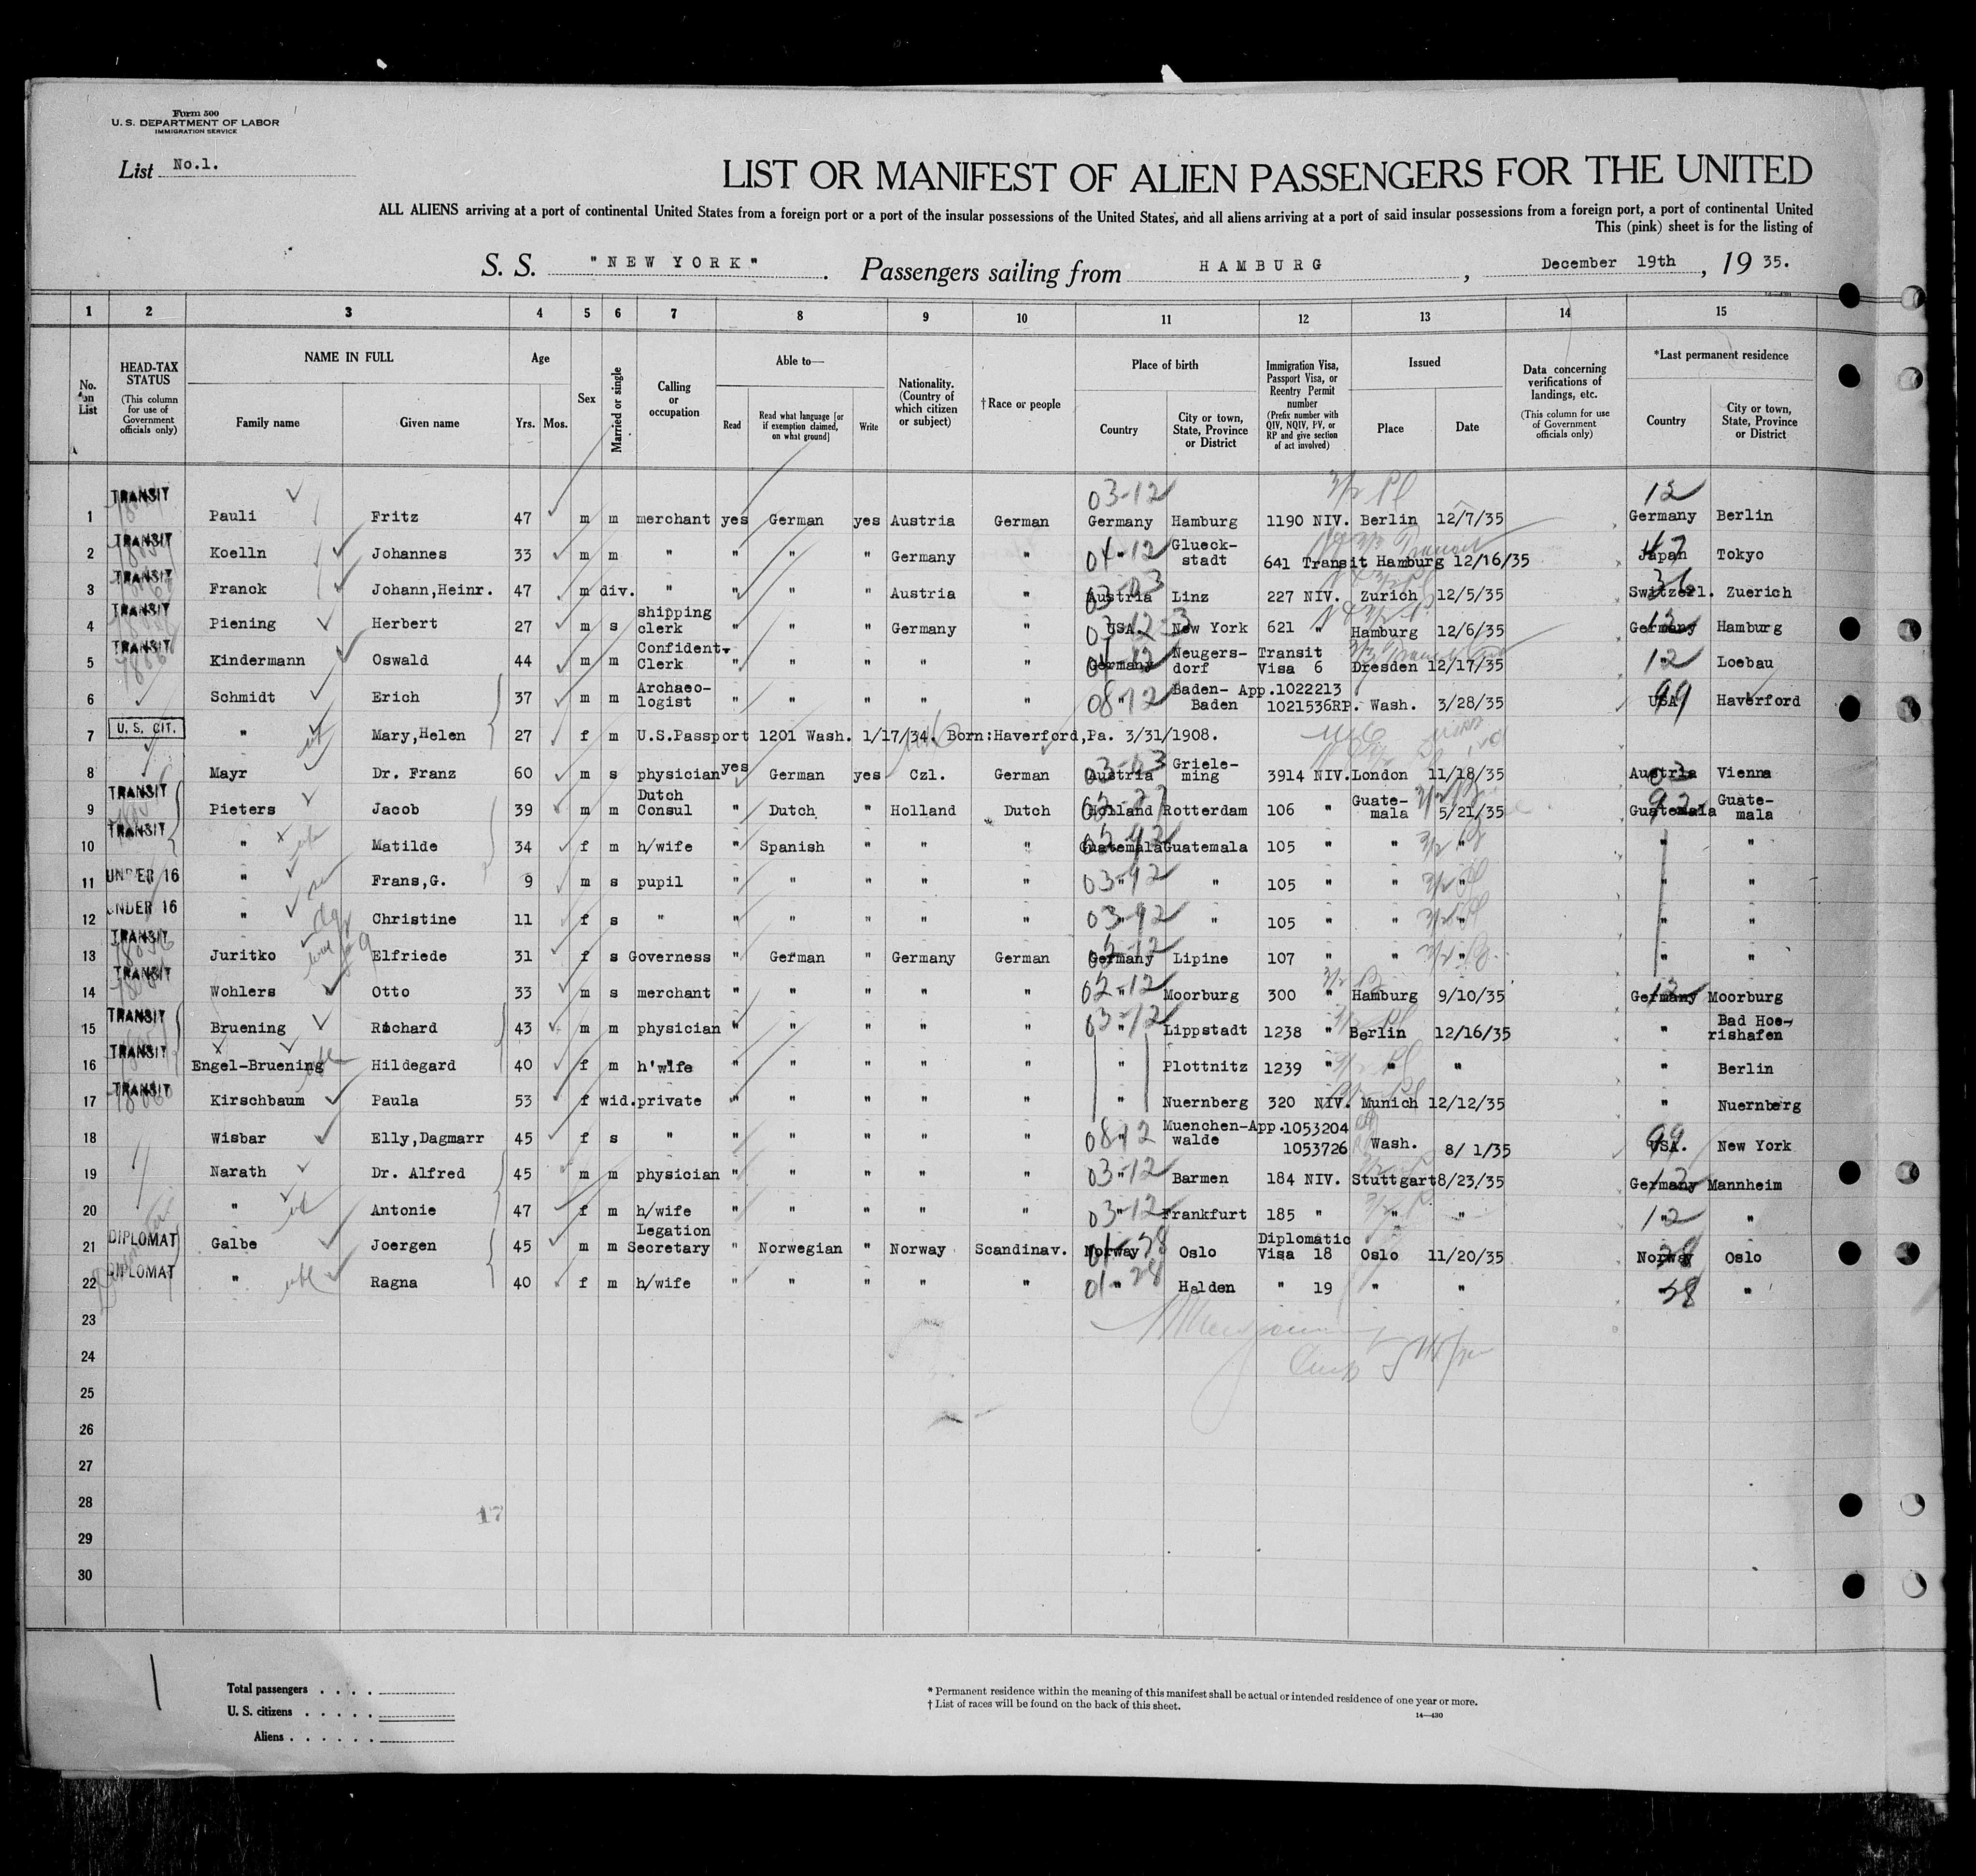 Form 500
U. S. DEPARTMENT OF LABOR
IMMIGRATION SERVICE
List No.1.
LIST OR MANIFEST OF ALIEN PASSENGERS FOR THE UNITED
ALL ALIENS arriving at a port of continental United States from a foreign port or a port of the insular possessions of the United States, and all aliens arriving at a port of said insular possessions from a foreign port, a port of continental United
This (pink) sheet is for the listing of
S. S. "NEW YORK" . Passengers sailing from HAMBURG , December 19th , 19 35.
1 2 3 4 5 6 7 8 9 10 11 12 13 14 15
No. on List
HEAD-TAX STATUS (This column for use of Government officials only)
NAME IN FULL Family name Given name
Age Yrs. Mos.
Sex
Married or single
Calling or occupation
Able to— Read Read what language [or if exemption claimed, on what ground] Write
Nationality. (Country of which citizen or subject)
†Race or people
Place of birth Country City or town, State, Province or District
Immigration Visa, Passport Visa, or Reentry Permit number (Prefix number with QIV, NQIV, PV, or RP and give section of act involved)
Issued Place Date
Data concerning verifications of landings, etc. (This column for use of Government officials only)
*Last permanent residence Country City or town, State, Province or District
03-12 12
1 TRANSIT Pauli Fritz 47 m m merchant yes German yes Austria German Germany Hamburg 1190 NIV. Berlin 12/7/35 Germany Berlin
2 TRANSIT Koelln Johannes 33 m m " " " " Germany " " Glueck-stadt 641 Transit Hamburg 12/16/35 Japan Tokyo
3 TRANSIT Franck Johann,Heinr. 47 m div. " " " " Austria " Austria Linz 227 NIV. Zurich 12/5/35 Switzerl. Zuerich
4 TRANSIT Piening Herbert 27 m s shipping clerk " " " Germany " USA. New York 621 " Hamburg 12/6/35 Germany Hamburg
5 TRANSIT Kindermann Oswald 44 m m Confident. Clerk " " " " " Germany Neugers-dorf Transit Visa 6 Dresden 12/17/35 " Loebau
6 Schmidt Erich 37 m m Archaeo-logist " " " " " " Baden-Baden App.1022213 1021536RP. Wash. 3/28/35 USA Haverford
7 U. S. CIT. " Mary,Helen 27 f m U.S.Passport 1201 Wash. 1/17/34. Born:Haverford,Pa. 3/31/1908.
8 Mayr Dr. Franz 60 m s physician yes German yes Czl. German Austria Griele-ming 3914 NIV. London 11/18/35 Austria Vienna
9 TRANSIT Pieters Jacob 39 m m Dutch Consul " Dutch " Holland Dutch Holland Rotterdam 106 " Guate-mala 5/21/35 Guatemala Guate-mala
10 TRANSIT " Matilde 34 f m h/wife " Spanish " " " Guatemala Guatemala 105 " " " " "
11 UNDER 16 " Frans,G. 9 m s pupil " " " " " " " 105 " " " " "
12 UNDER 16 " Christine 11 f s " " " " " " " " 105 " " " " "
13 TRANSIT Juritko Elfriede 31 f s Governess " German " Germany German Germany Lipine 107 " " " " "
14 TRANSIT Wohlers Otto 33 m s merchant " " " " " " Moorburg 300 " Hamburg 9/10/35 Germany Moorburg
15 TRANSIT Bruening Richard 43 m m physician " " " " " " Lippstadt 1238 " Berlin 12/16/35 " Bad Hoe-rishafen
16 TRANSIT Engel-Bruening Hildegard 40 f m h'wife " " " " " " Plottnitz 1239 " " " " Berlin
17 TRANSIT Kirschbaum Paula 53 f wid. private " " " " " " Nuernberg 320 NIV. Munich 12/12/35 " Nuernberg
18 Wisbar Elly,Dagmarr 45 f s " " " " " " " Muenchen-walde App.1053204 1053726 Wash. 8/ 1/35 USA. New York
19 Narath Dr. Alfred 45 m m physician " " " " " " Barmen 184 NIV. Stuttgart 8/23/35 Germany Mannheim
20 " Antonie 47 f m h/wife " " " " " " Frankfurt 185 " " " " "
21 DIPLOMAT Galbe Joergen 45 m m Legation Secretary " Norwegian " Norway Scandinav. Norway Oslo Diplomatic Visa 18 Oslo 11/20/35 Norway Oslo
22 DIPLOMAT " Ragna 40 f m h/wife " " " " " " Halden " 19 " " " "
23
24
25
26
27
28
29
30
17
Total passengers . . . .
U. S. citizens . . . . .
Aliens . . . . . .
* Permanent residence within the meaning of this manifest shall be actual or intended residence of one year or more.
† List of races will be found on the back of this sheet.
14—430